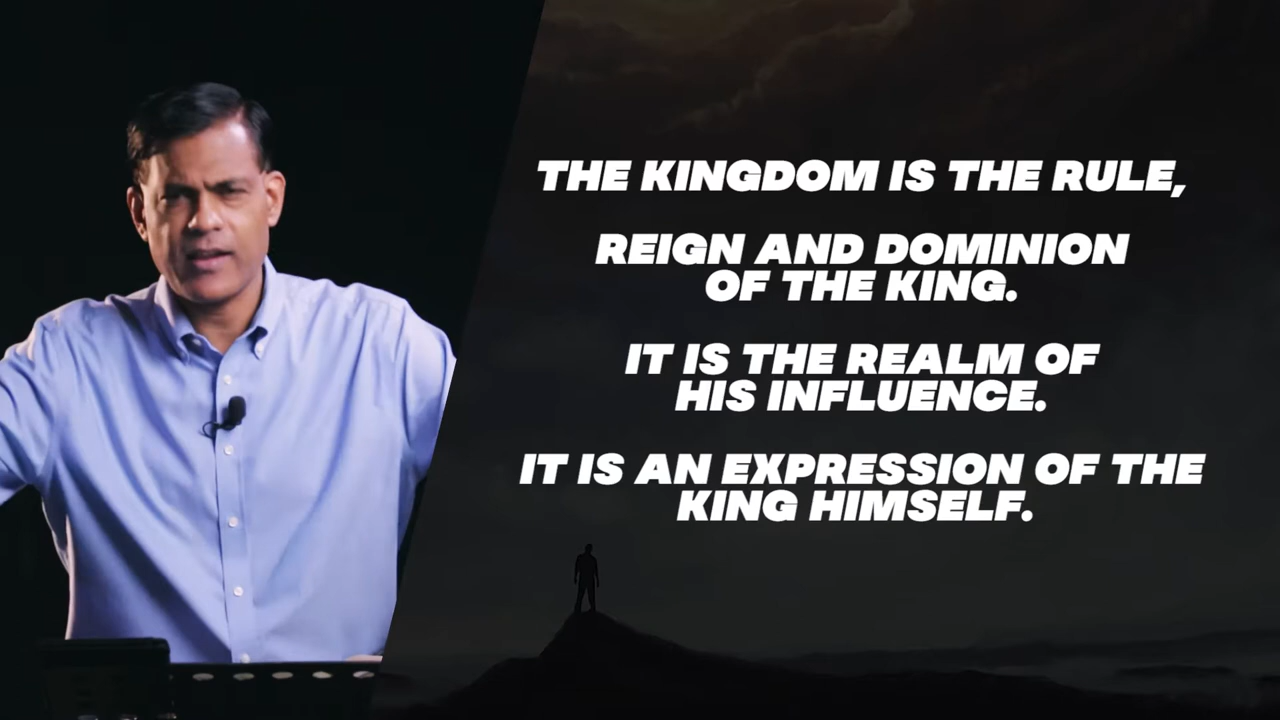 THE KINGDOM IS THE RULE,
REIGN AND DOMINION
OF THE KING.
IT IS THE REALM OF
HIS INFLUENCE.
IT IS AN EXPRESSION OF THE
KING HIMSELF.